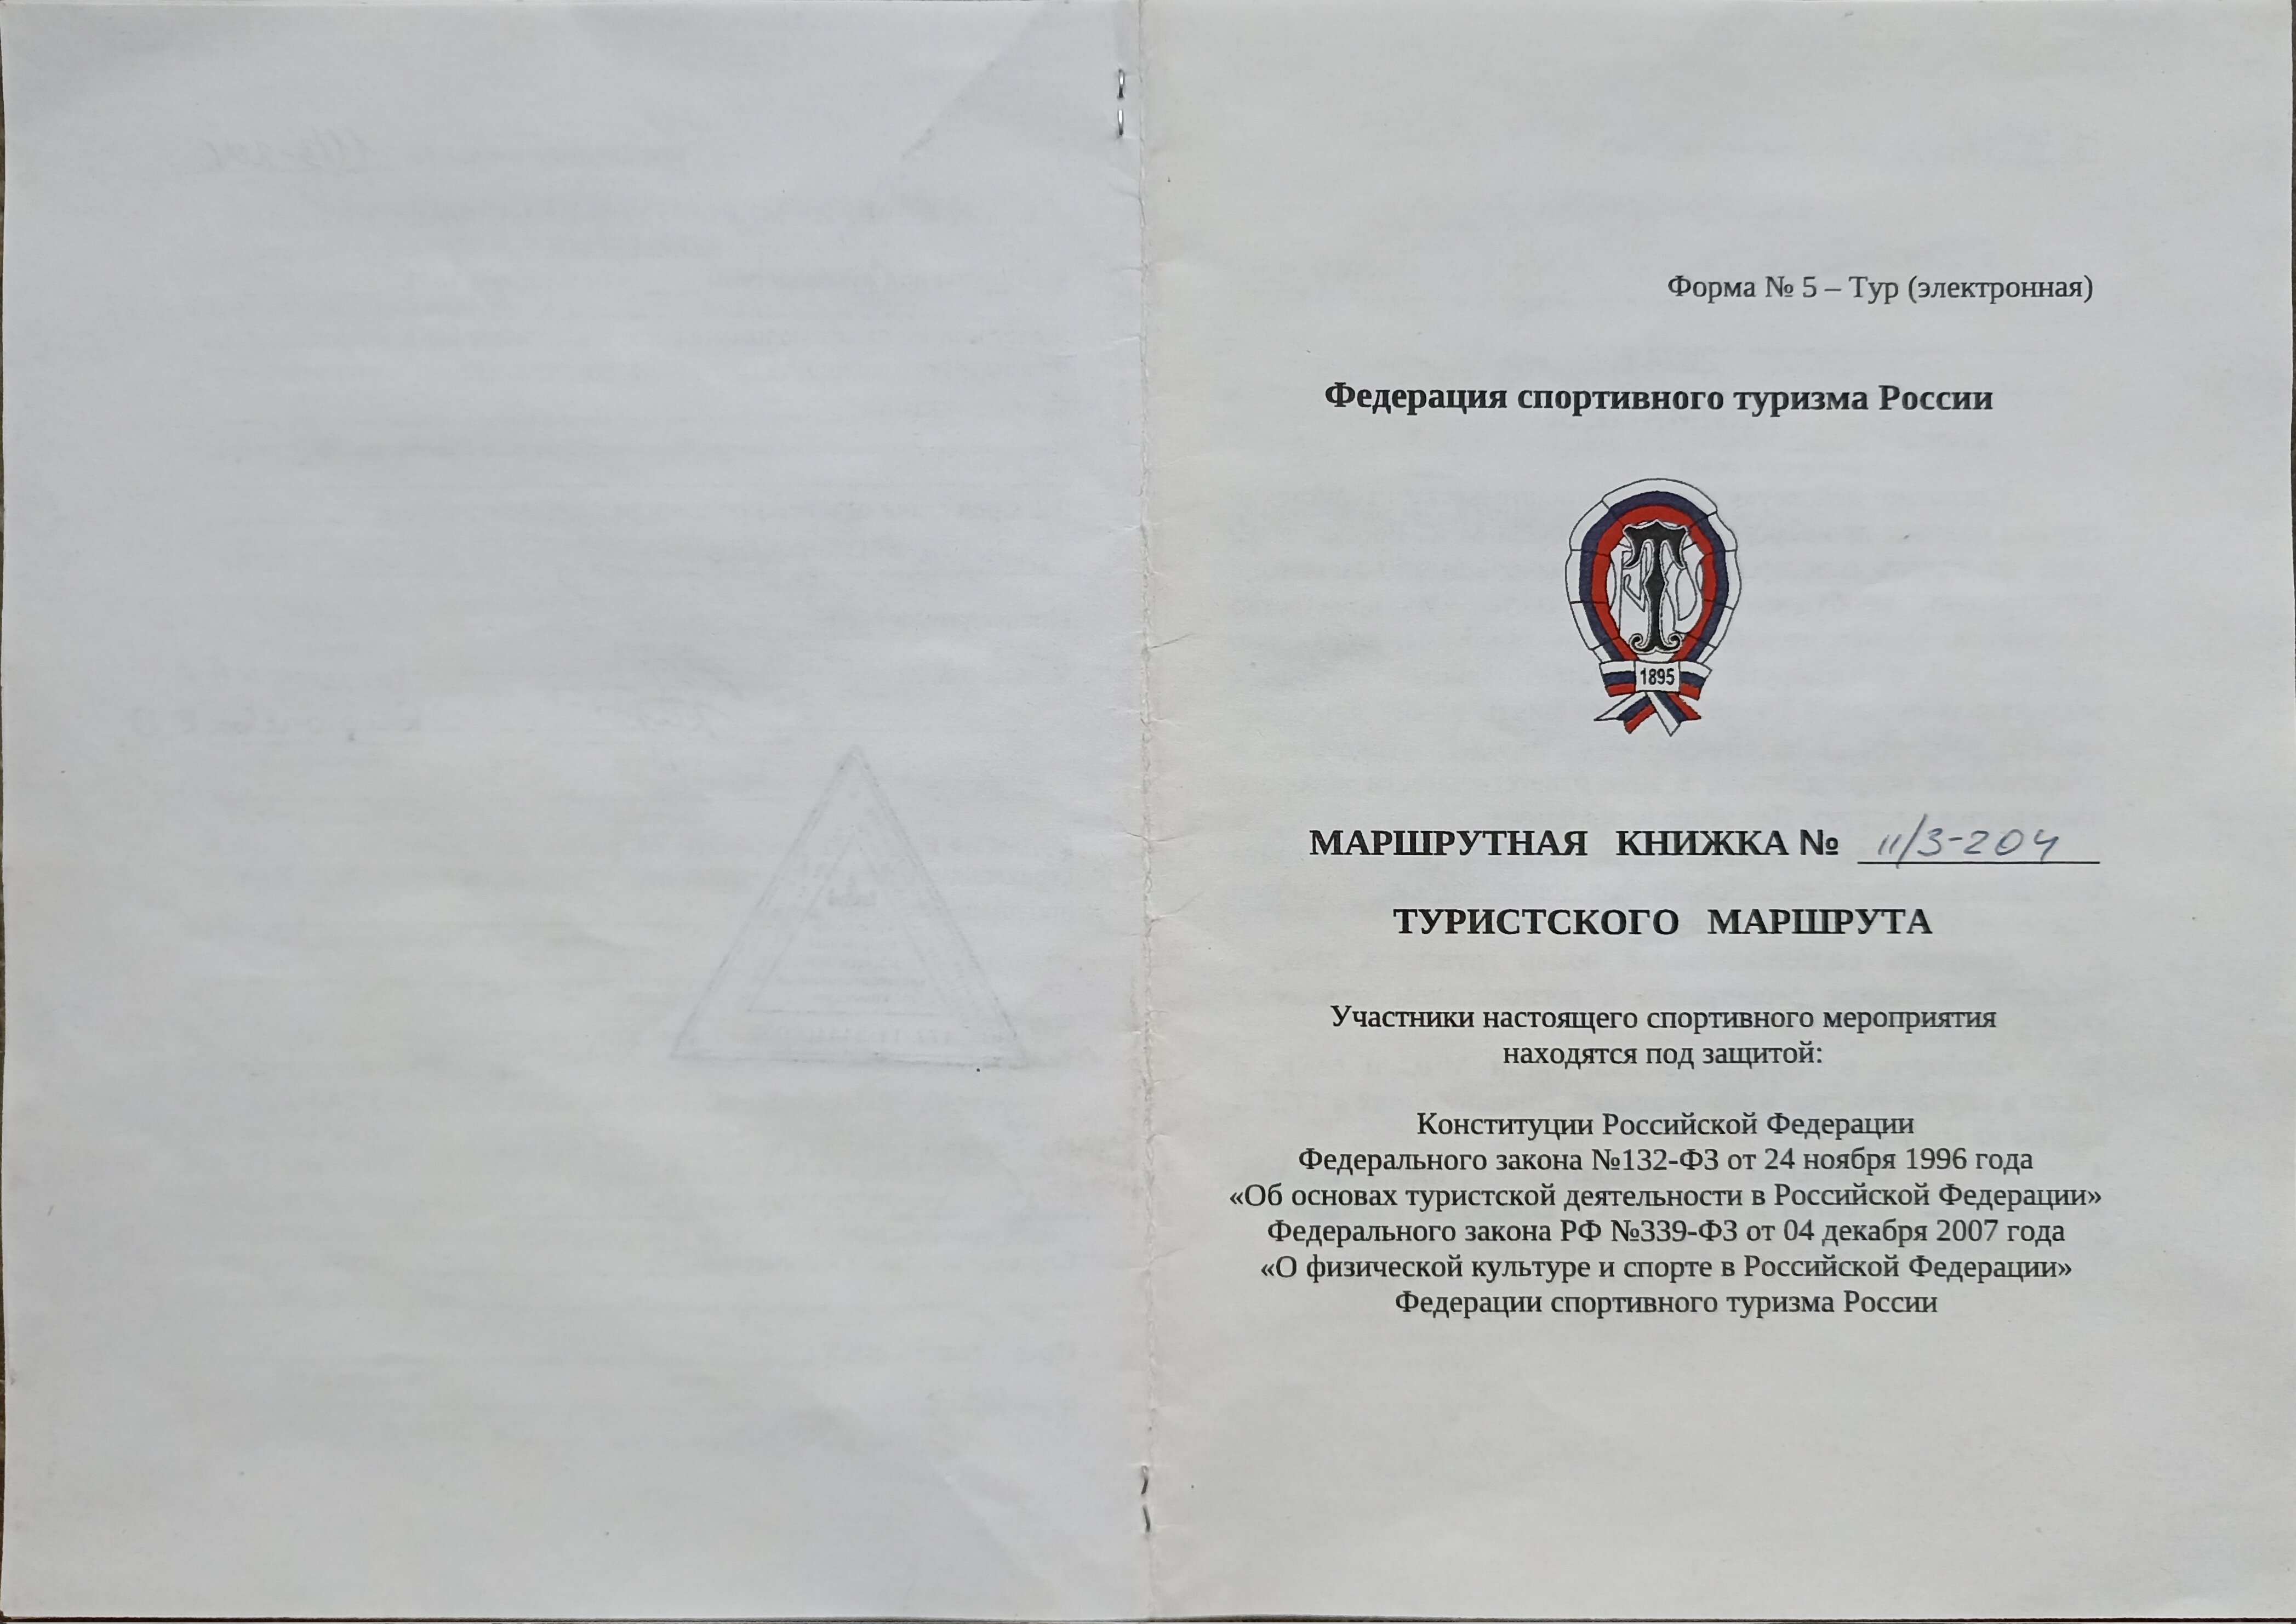 Форма № 5 – Тур (электронная)
Федерация спортивного туризма России
1895
МАРШРУТНАЯ КНИЖКА № 11/3-204
ТУРИСТСКОГО МАРШРУТА
Участники настоящего спортивного мероприятия
находятся под защитой:
Конституции Российской Федерации
Федерального закона №132-ФЗ от 24 ноября 1996 года
«Об основах туристской деятельности в Российской Федерации»
Федерального закона РФ №339-ФЗ от 04 декабря 2007 года
«О физической культуре и спорте в Российской Федерации»
Федерации спортивного туризма России